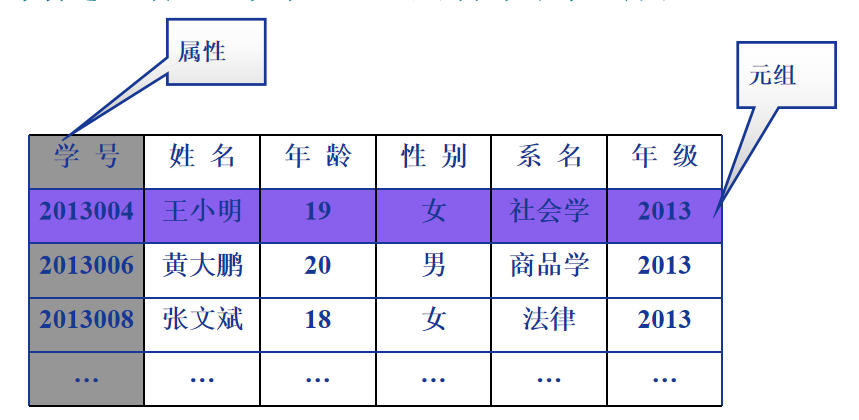 属性
元组
学 号 姓 名 年 龄 性 别 系 名 年 级
2013004 王小明 19 女 社会学 2013
2013006 黄大鹏 20 男 商品学 2013
2013008 张文斌 18 女 法律 2013
… … … … … …